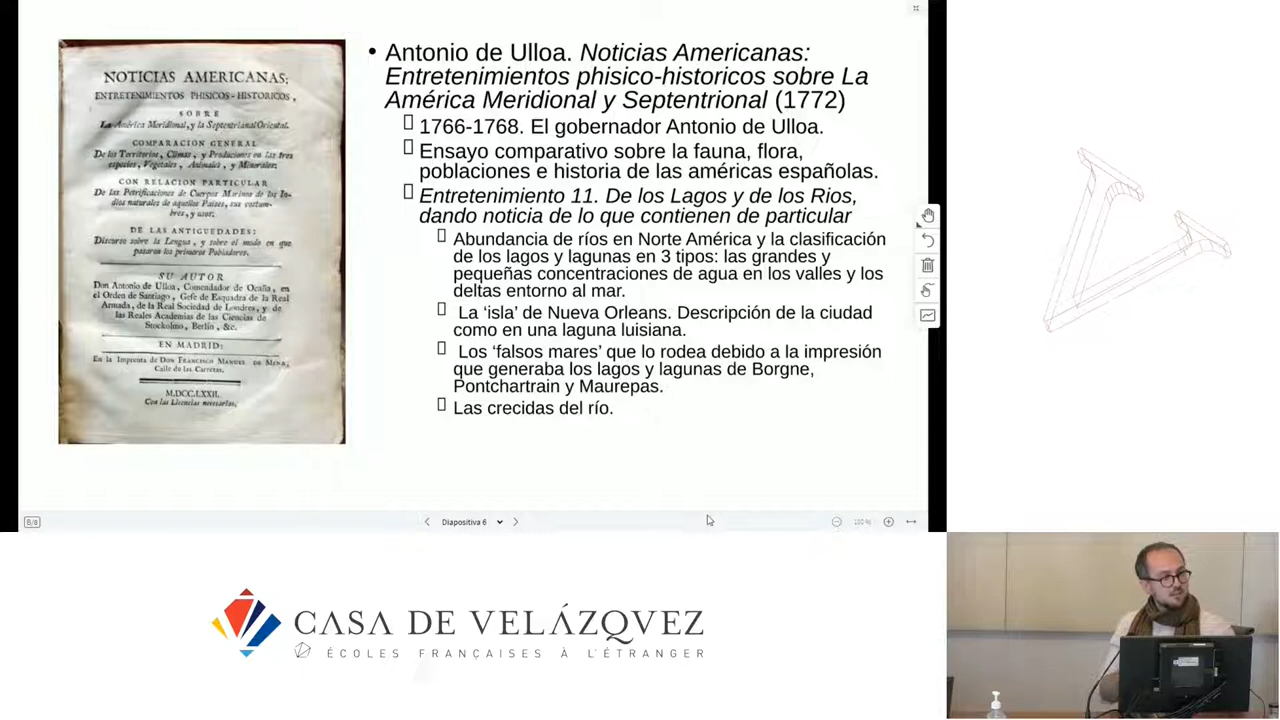 NOTICIAS AMERICANAS:
ENTRETENIMIENTOS PHISICOS-HISTORICOS,
SOBRE
La América Meridional, y la Septentrional Oriental.
COMPARACION GENERAL
De los Territorios, Climas, y Produciones en las tres
especies, Vegetales, Animales, y Minerales:
CON RELACION PARTICULAR
De las Petrificaciones de Cuerpos Marinos de los In-
dios naturales de aquellos Paises, sus costum-
bres, y usos:
DE LAS ANTIGUEDADES:
Discurso sobre la Lengua, y sobre el modo en que
pasaron los primeros Pobladores.
SU AUTOR
Don Antonio de Ulloa, Comendador de Ocaña, en
el Orden de Santiago, Gefe de Esquadra de la Real
Armada, de la Real Sociedad de Londres, y de
las Reales Academias de las Ciencias de
Stockolmo, Berlin, &c.
EN MADRID:
En la Imprenta de DON FRANCISCO MANUEL DE MENA,
Calle de las Carretas.
M.DCC.LXXII.
Con las Licencias necesarias.
• Antonio de Ulloa. Noticias Americanas:
Entretenimientos phisico-historicos sobre La
América Meridional y Septentrional (1772)
1766-1768. El gobernador Antonio de Ulloa.
Ensayo comparativo sobre la fauna, flora,
poblaciones e historia de las américas españolas.
Entretenimiento 11. De los Lagos y de los Ríos,
dando noticia de lo que contienen de particular
Abundancia de ríos en Norte América y la clasificación
de los lagos y lagunas en 3 tipos: las grandes y
pequeñas concentraciones de agua en los valles y los
deltas entorno al mar.
La ‘isla’ de Nueva Orleans. Descripción de la ciudad
como en una laguna luisiana.
Los ‘falsos mares’ que lo rodea debido a la impresión
que generaba los lagos y lagunas de Borgne,
Pontchartrain y Maurepas.
Las crecidas del río.
8/8
Diapositiva 6
100 %
CASA DE VELÁZQVEZ
ÉCOLES FRANÇAISES À L'ÉTRANGER